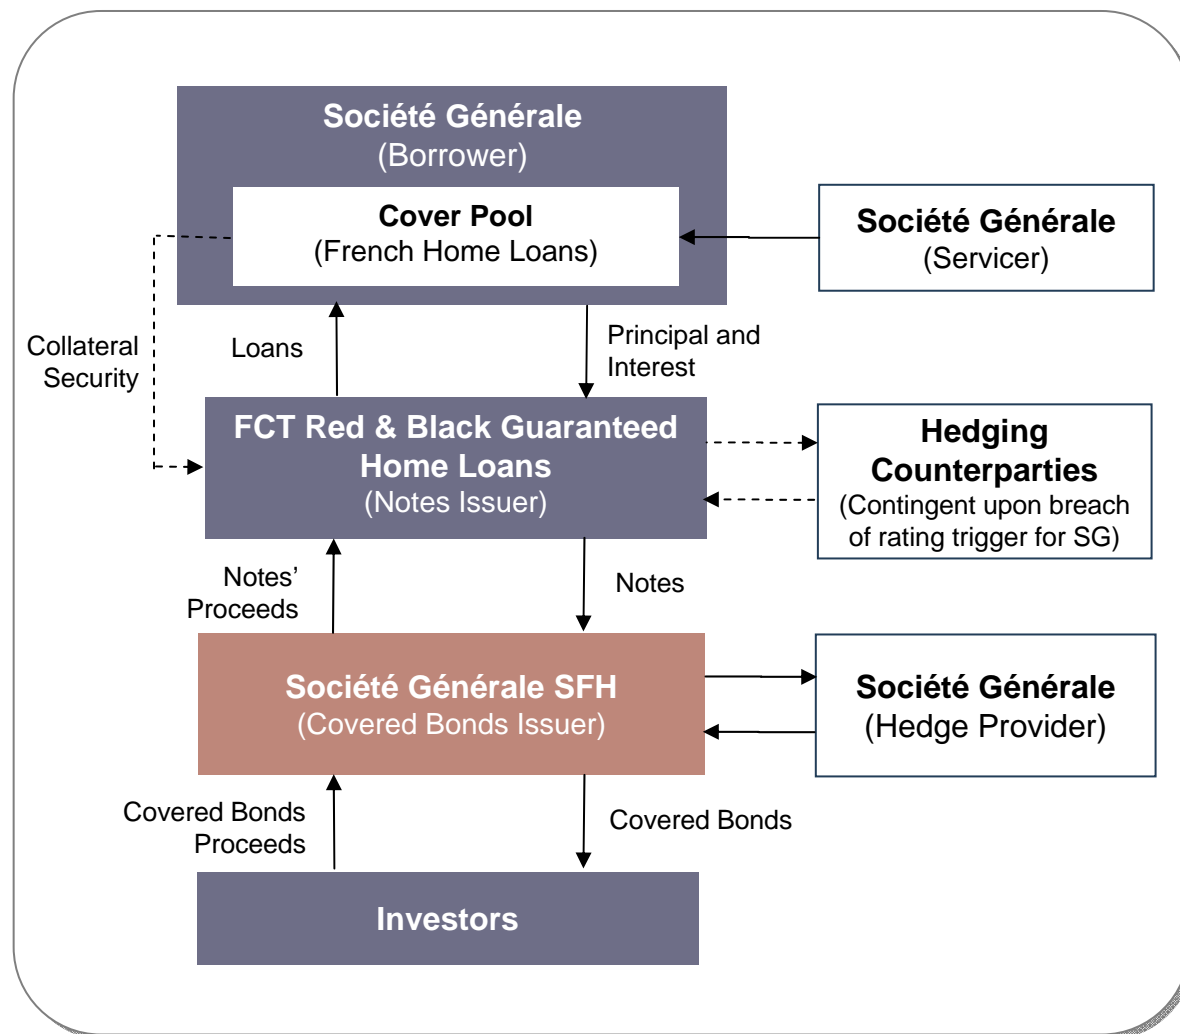 Société Générale
(Borrower)
Cover Pool
(French Home Loans)
Société Générale
(Servicer)
Collateral
Security
Loans
Principal and
Interest
FCT Red & Black Guaranteed
Home Loans
(Notes Issuer)
Hedging
Counterparties
(Contingent upon breach
of rating trigger for SG)
Notes’
Proceeds
Notes
Société Générale SFH
(Covered Bonds Issuer)
Société Générale
(Hedge Provider)
Covered Bonds
Proceeds
Covered Bonds
Investors